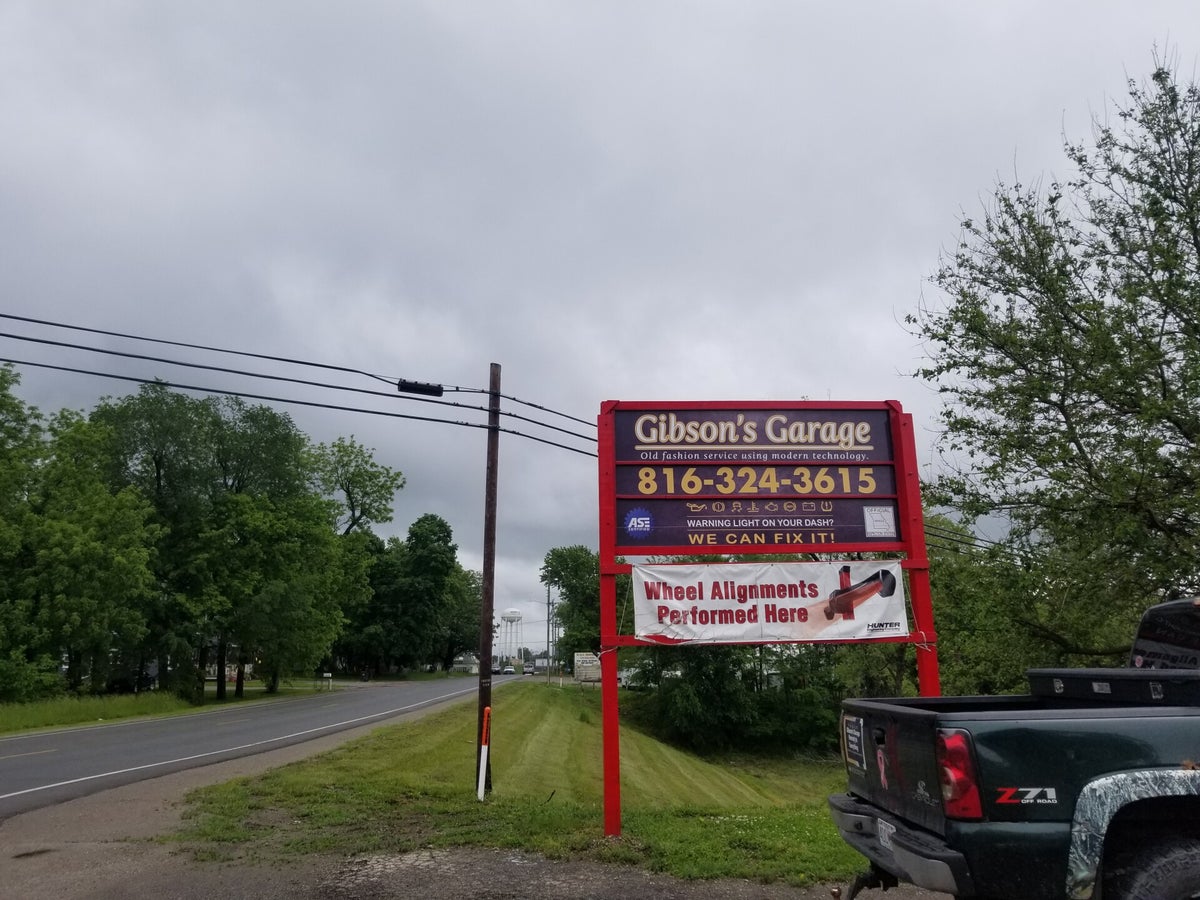 Gibson's Garage
Old fashion service using modern technology.
816-324-3615
ASE
CERTIFIED
WARNING LIGHT ON YOUR DASH?
WE CAN FIX IT!
OFFICIAL
Wheel Alignments
Performed Here
HUNTER
Z71
OFF ROAD